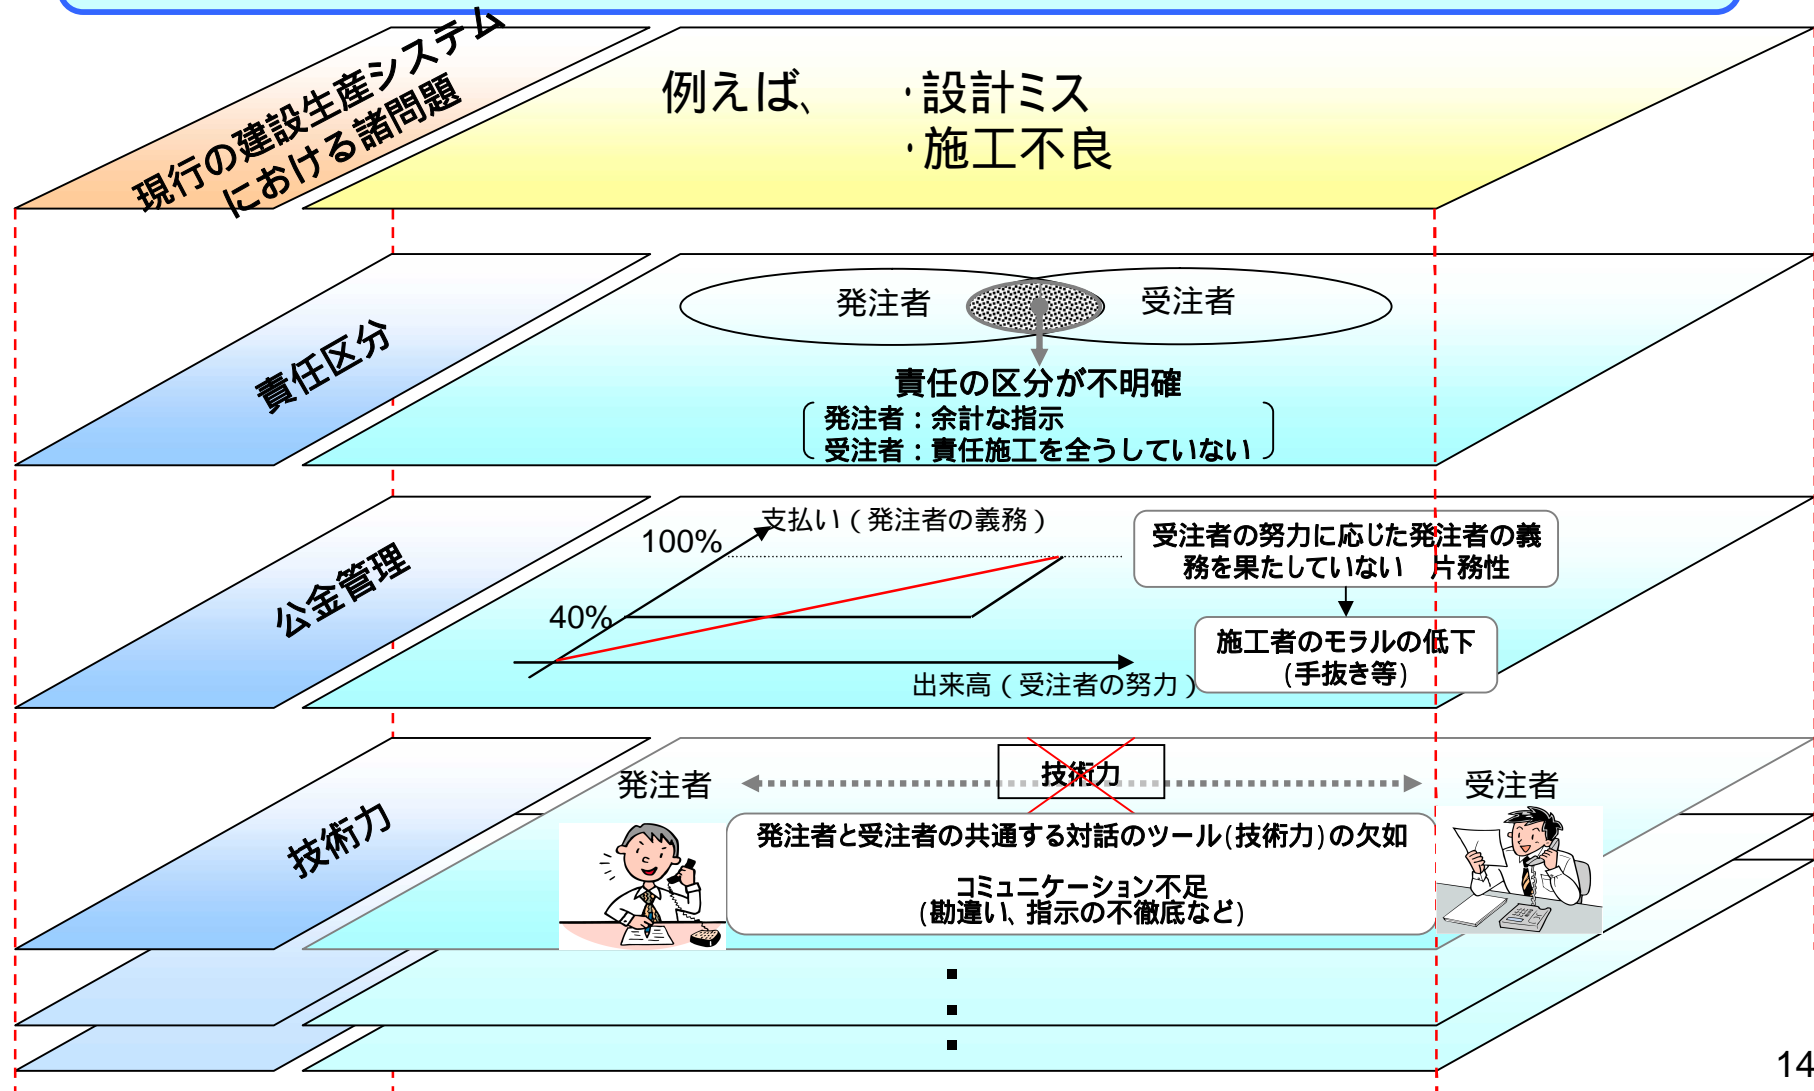 現行の建設生産システム
における諸問題
例えば、 ・設計ミス
・施工不良
責任区分
発注者
受注者
責任の区分が不明確
発注者：余計な指示
受注者：責任施工を全うしていない
公金管理
支払い（発注者の義務）
100%
40%
出来高（受注者の努力）
受注者の努力に応じた発注者の義
務を果たしていない　片務性
施工者のモラルの低下
(手抜き等)
技術力
発注者
技術力
受注者
発注者と受注者の共通する対話のツール(技術力)の欠如
コミュニケーション不足
(勘違い、指示の不徹底など)
14